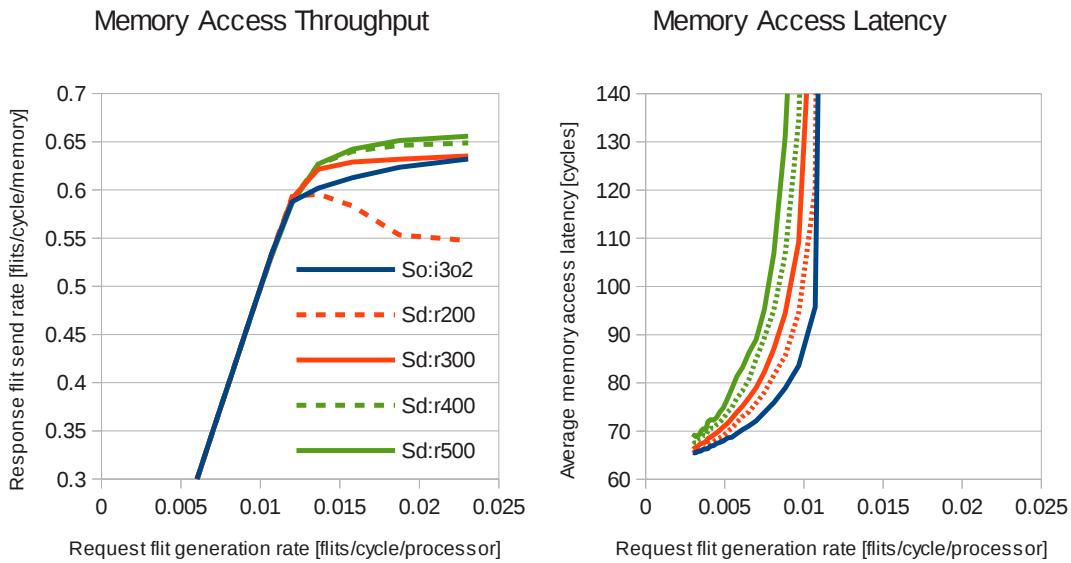 Memory Access Throughput
Response flit send rate [flits/cycle/memory]
0.7
0.65
0.6
0.55
0.5
0.45
0.4
0.35
0.3
So:i3o2
Sd:r200
Sd:r300
Sd:r400
Sd:r500
0 0.005 0.01 0.015 0.02 0.025
Request flit generation rate [flits/cycle/processor]
Memory Access Latency
Average memory access latency [cycles]
140
130
120
110
100
90
80
70
60
0 0.005 0.01 0.015 0.02 0.025
Request flit generation rate [flits/cycle/processor]